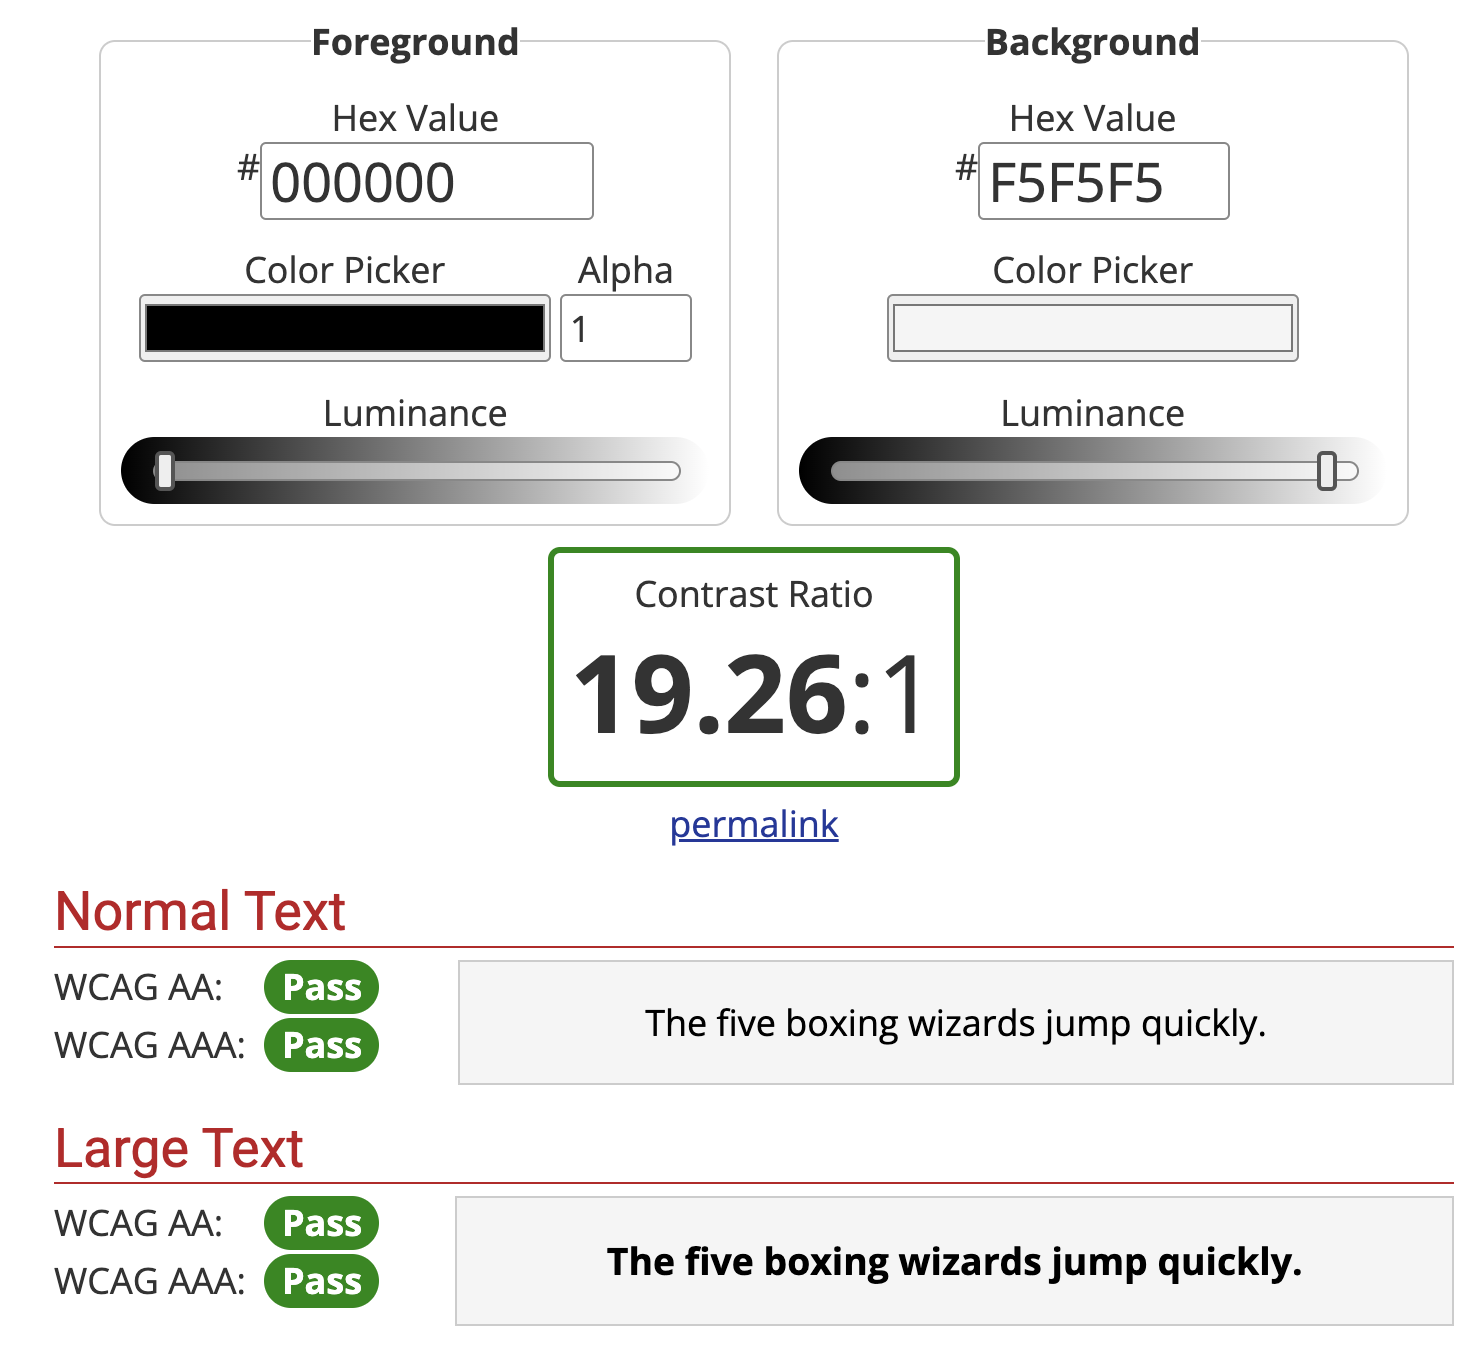 Foreground
Hex Value
#000000
Color Picker Alpha
1
Luminance
Background
Hex Value
#F5F5F5
Color Picker
Luminance
Contrast Ratio
19.26:1
permalink
Normal Text
WCAG AA: Pass
WCAG AAA: Pass
The five boxing wizards jump quickly.
Large Text
WCAG AA: Pass
WCAG AAA: Pass
The five boxing wizards jump quickly.